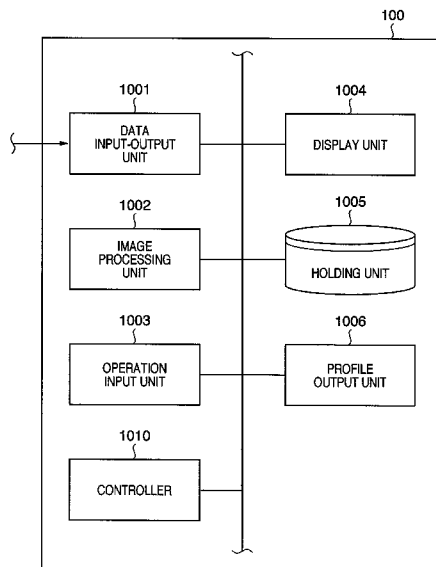 100
1001
DATA
INPUT-OUTPUT
UNIT
1004
DISPLAY UNIT
1002
IMAGE
PROCESSING
UNIT
1005
HOLDING UNIT
1003
OPERATION
INPUT UNIT
1006
PROFILE
OUTPUT UNIT
1010
CONTROLLER